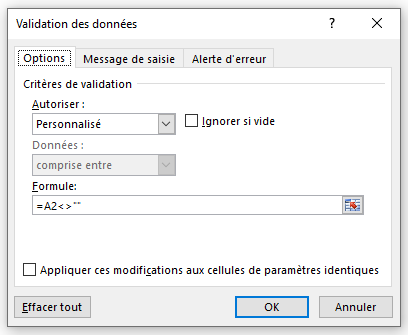 Validation des données
?
Options
Message de saisie
Alerte d'erreur
Critères de validation
Autoriser :
Personnalisé
Ignorer si vide
Données :
comprise entre
Formule:
=A2<>""
Appliquer ces modifications aux cellules de paramètres identiques
Effacer tout
OK
Annuler